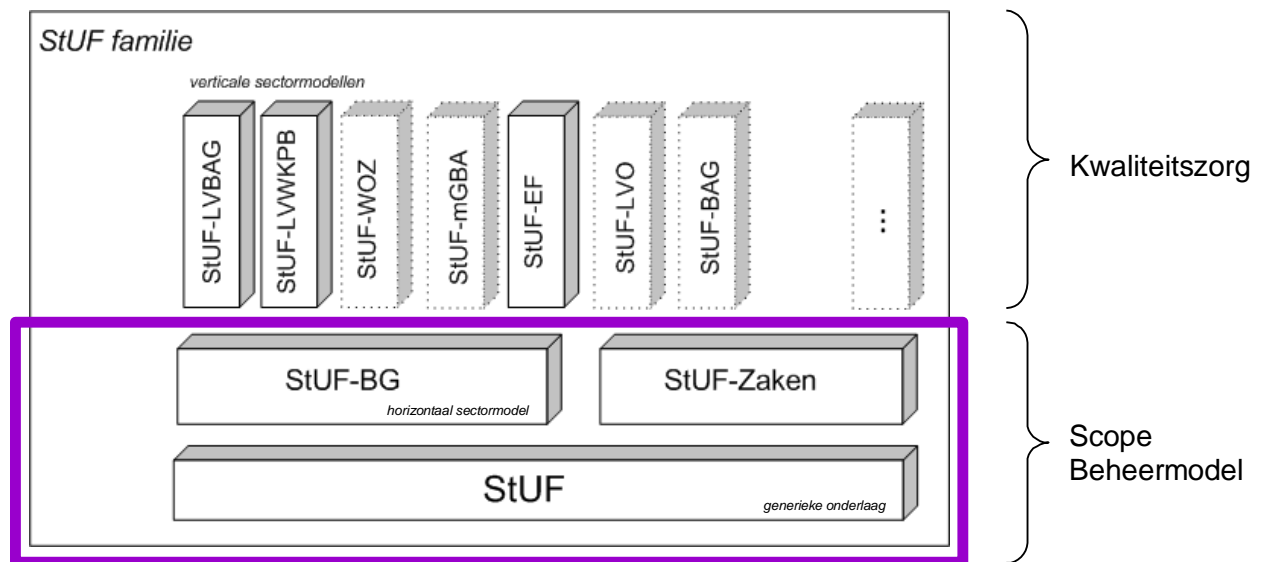 StUF familie
verticale sectormodellen
StUF-LVBAG
StUF-LVWKPB
StUF-WOZ
StUF-mGBA
StUF-EF
StUF-LVO
StUF-BAG
...
Kwaliteitszorg
StUF-BG
horizontaal sectormodel
StUF-Zaken
StUF
generieke onderlaag
Scope
Beheermodel